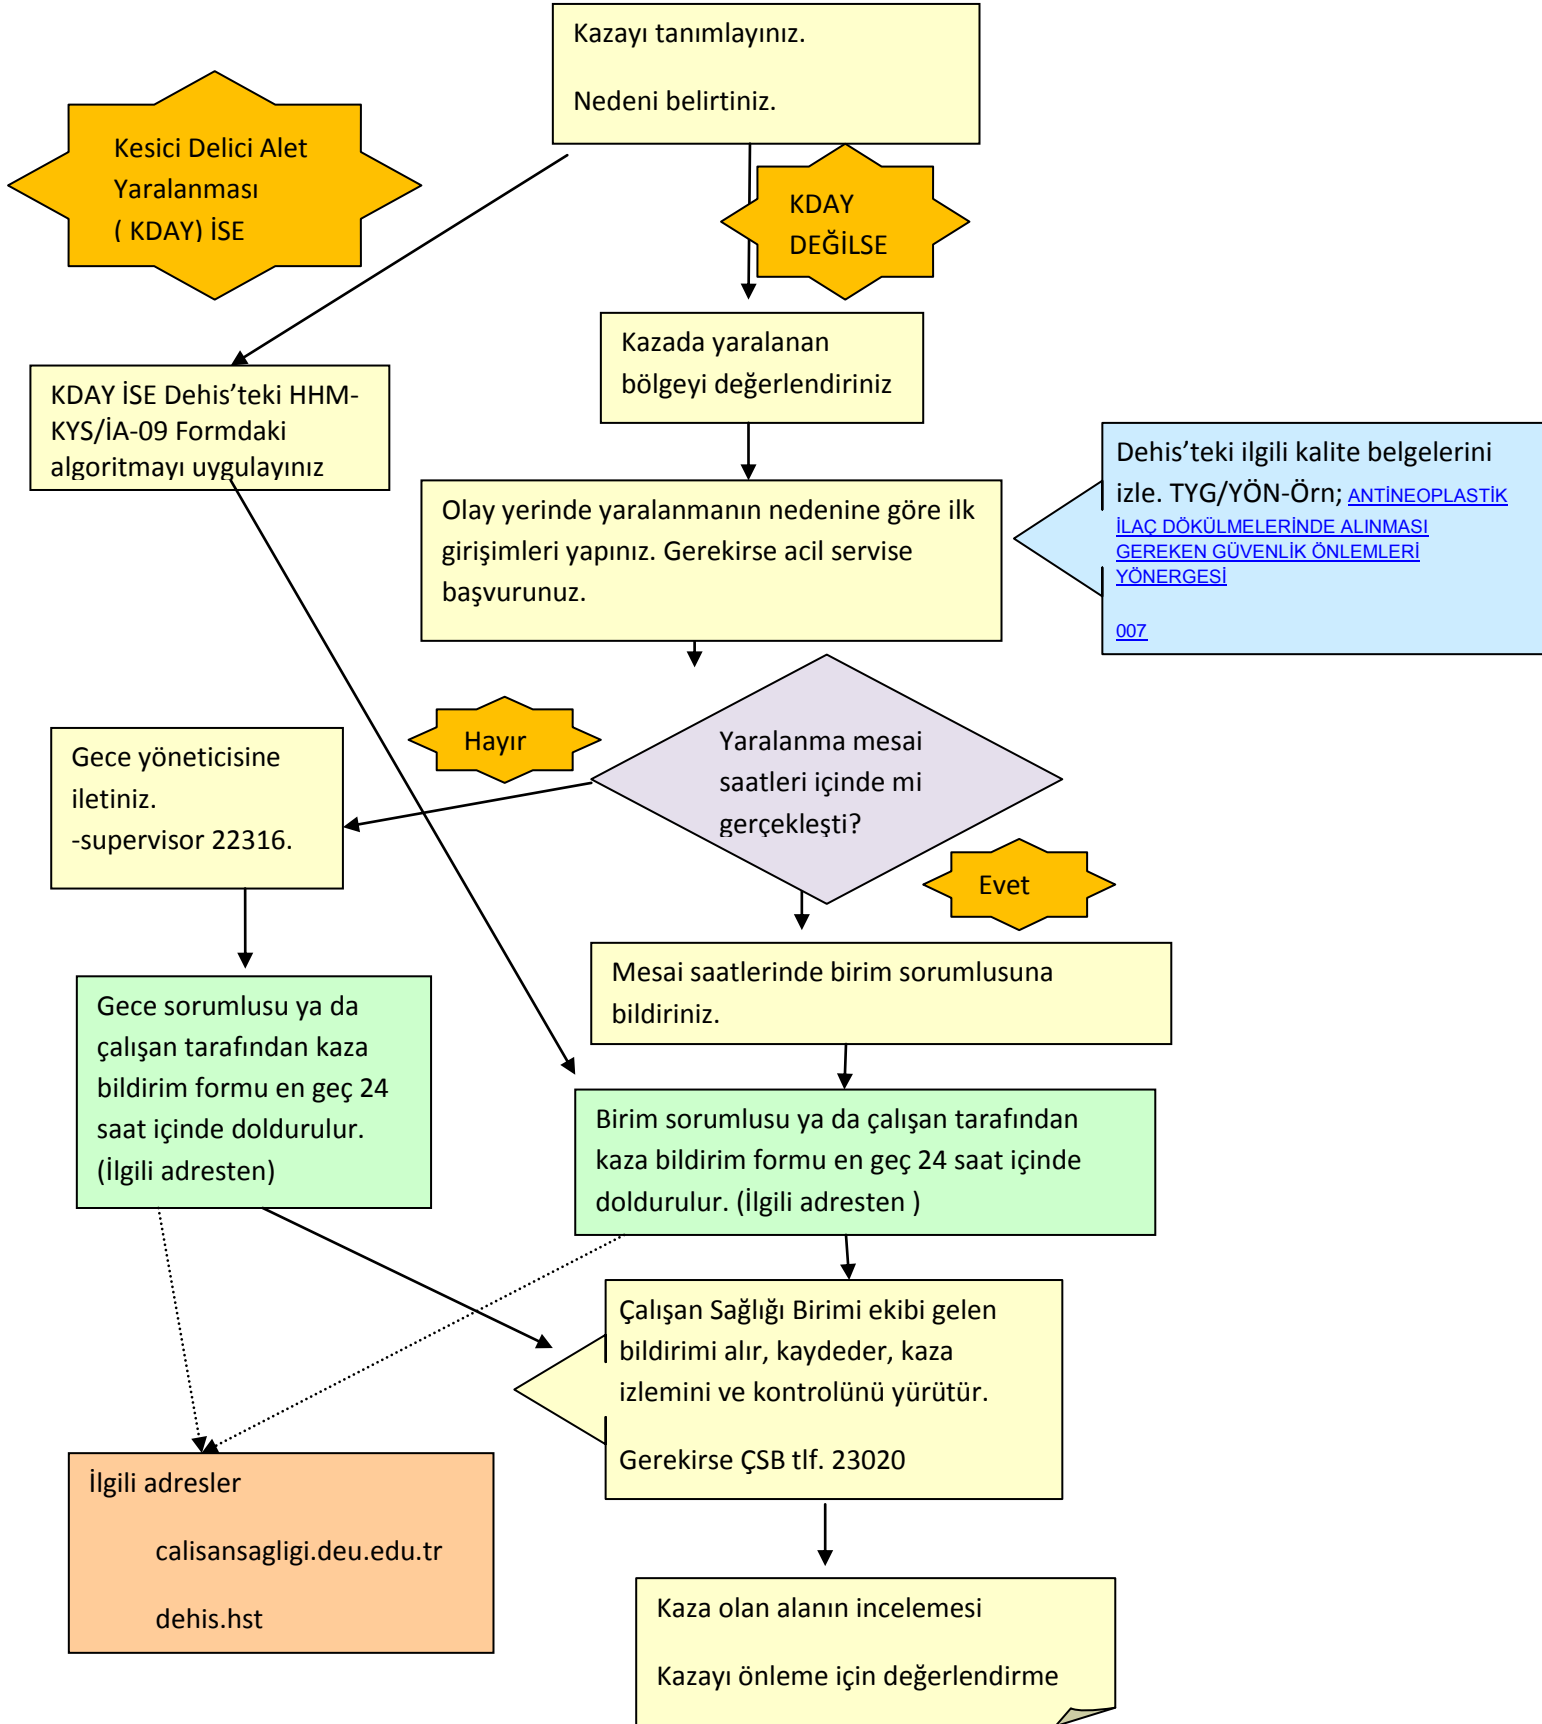 Kazayı tanımlayınız.
Nedeni belirtiniz.
Kesici Delici Alet
Yaralanması
( KDAY) İSE
KDAY
DEĞİLSE
Kazada yaralanan
bölgeyi değerlendiriniz
KDAY İSE Dehis’teki HHM-
KYS/İA-09 Formdaki
algoritmayı uygulayınız
Dehis’teki ilgili kalite belgelerini
izle. TYG/YÖN-Örn; ANTİNEOPLASTİK
İLAÇ DÖKÜLMELERİNDE ALINMASI
GEREKEN GÜVENLİK ÖNLEMLERİ
YÖNERGESİ
007
Olay yerinde yaralanmanın nedenine göre ilk
girişimleri yapınız. Gerekirse acil servise
başvurunuz.
Hayır
Yaralanma mesai
saatleri içinde mi
gerçekleşti?
Gece yöneticisine
iletiniz.
-supervisor 22316.
Evet
Mesai saatlerinde birim sorumlusuna
bildiriniz.
Gece sorumlusu ya da
çalışan tarafından kaza
bildirim formu en geç 24
saat içinde doldurulur.
(İlgili adresten)
Birim sorumlusu ya da çalışan tarafından
kaza bildirim formu en geç 24 saat içinde
doldurulur. (İlgili adresten )
Çalışan Sağlığı Birimi ekibi gelen
bildirimi alır, kaydeder, kaza
izlemini ve kontrolünü yürütür.
Gerekirse ÇSB tlf. 23020
İlgili adresler
calisansagligi.deu.edu.tr
dehis.hst
Kaza olan alanın incelemesi
Kazayı önleme için değerlendirme